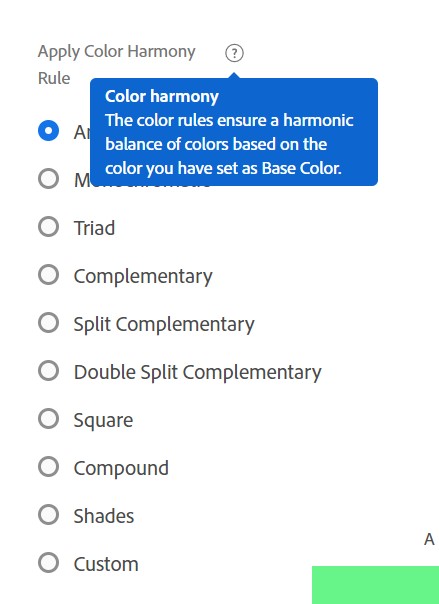 Apply Color Harmony
Rule
Color harmony
The color rules ensure a harmonic
balance of colors based on the
color you have set as Base Color.
Triad
Complementary
Split Complementary
Double Split Complementary
Square
Compound
Shades
A
Custom